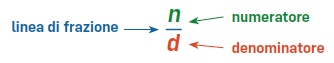 linea di frazione
n
numeratore
d
denominatore